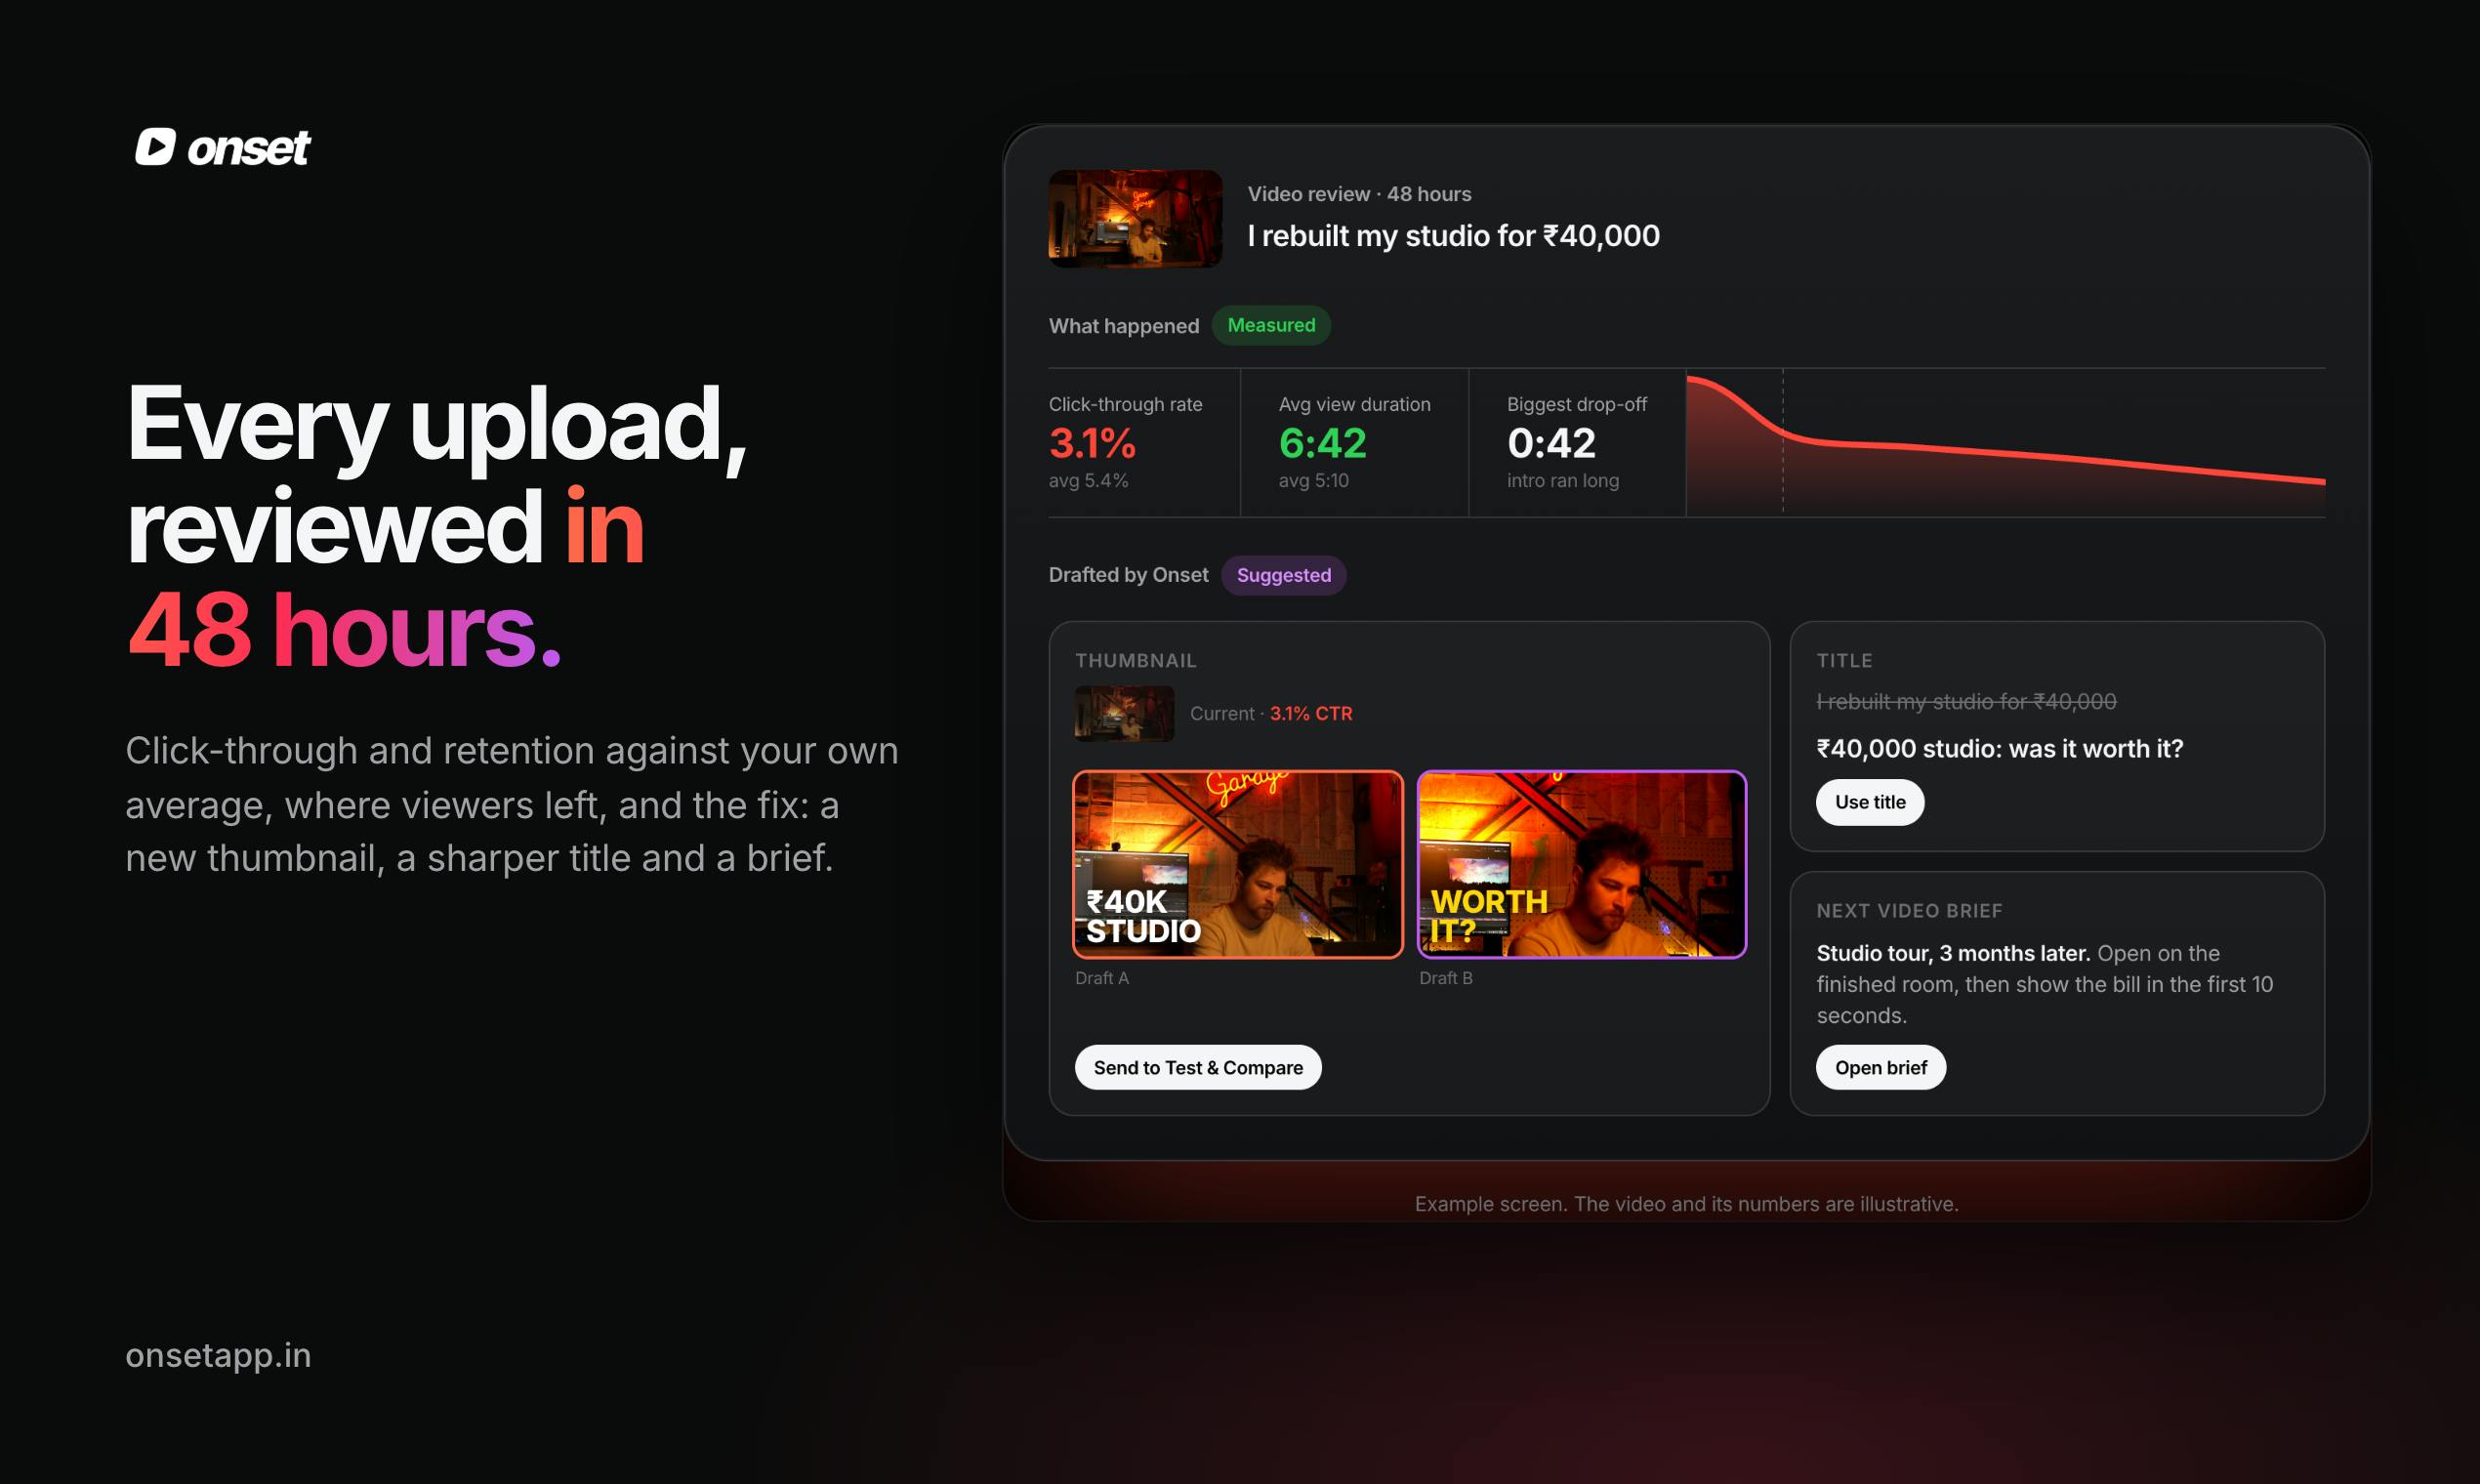 onset
Every upload,
reviewed in
48 hours.
Click-through and retention against your own
average, where viewers left, and the fix: a
new thumbnail, a sharper title and a brief.
onsetapp.in
Video review · 48 hours
I rebuilt my studio for ₹40,000
What happened Measured
Click-through rate
3.1%
avg 5.4%
Avg view duration
6:42
avg 5:10
Biggest drop-off
0:42
intro ran long
Drafted by Onset Suggested
THUMBNAIL
Current · 3.1% CTR
Garage
₹40K
STUDIO
Draft A
WORTH
IT?
Draft B
Send to Test & Compare
TITLE
I rebuilt my studio for ₹40,000
₹40,000 studio: was it worth it?
Use title
NEXT VIDEO BRIEF
Studio tour, 3 months later. Open on the
finished room, then show the bill in the first 10
seconds.
Open brief
Example screen. The video and its numbers are illustrative.